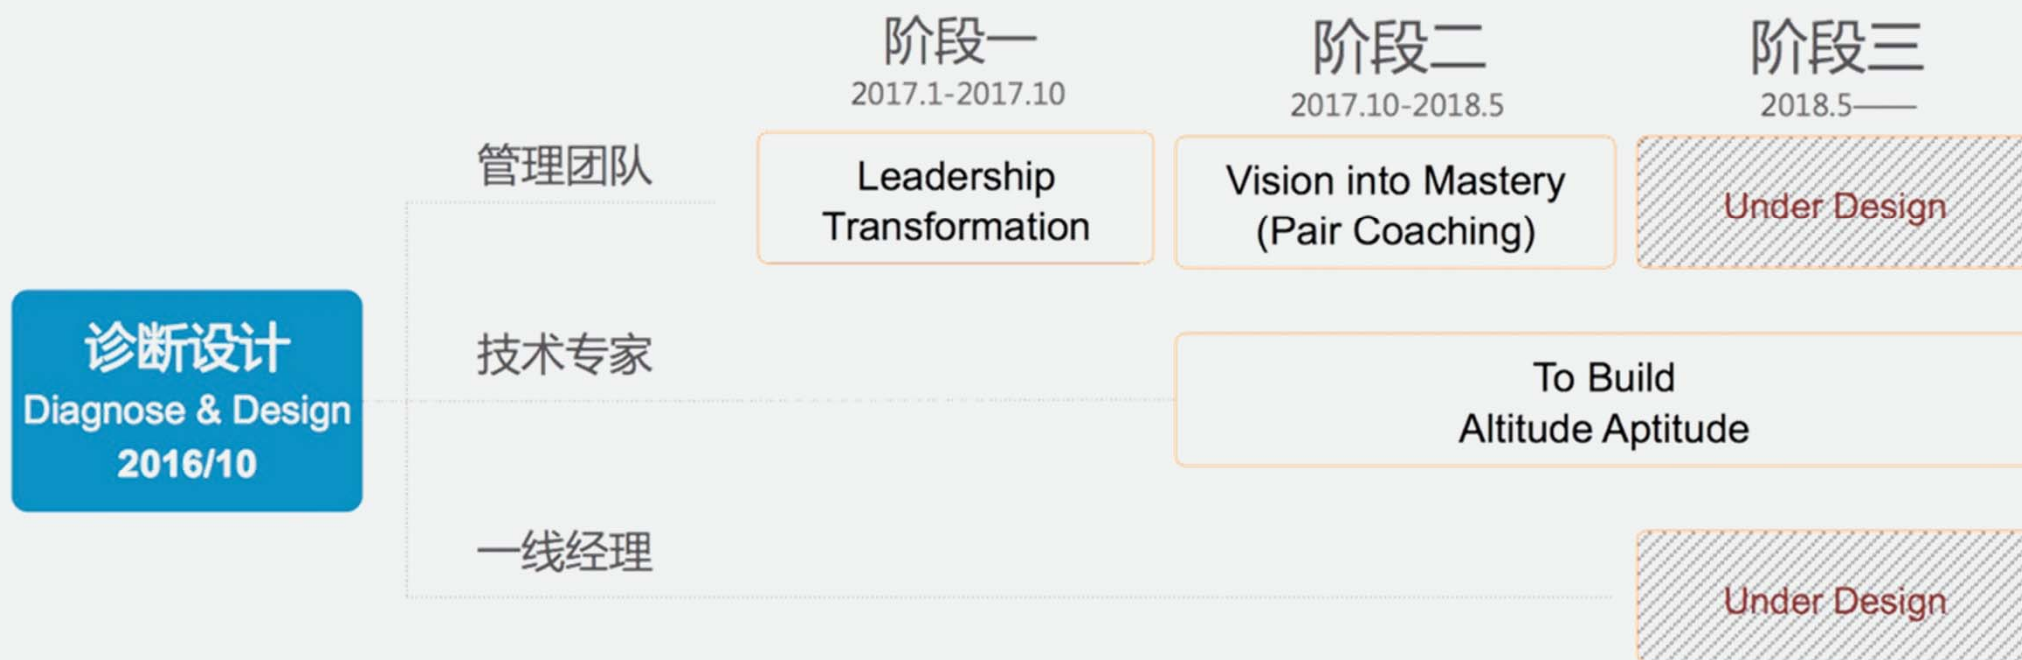 阶段一
2017.1-2017.10
阶段二
2017.10-2018.5
阶段三
2018.5——
管理团队
Leadership
Transformation
Vision into Mastery
(Pair Coaching)
Under Design
诊断设计
Diagnose & Design
2016/10
技术专家
To Build
Altitude Aptitude
一线经理
Under Design